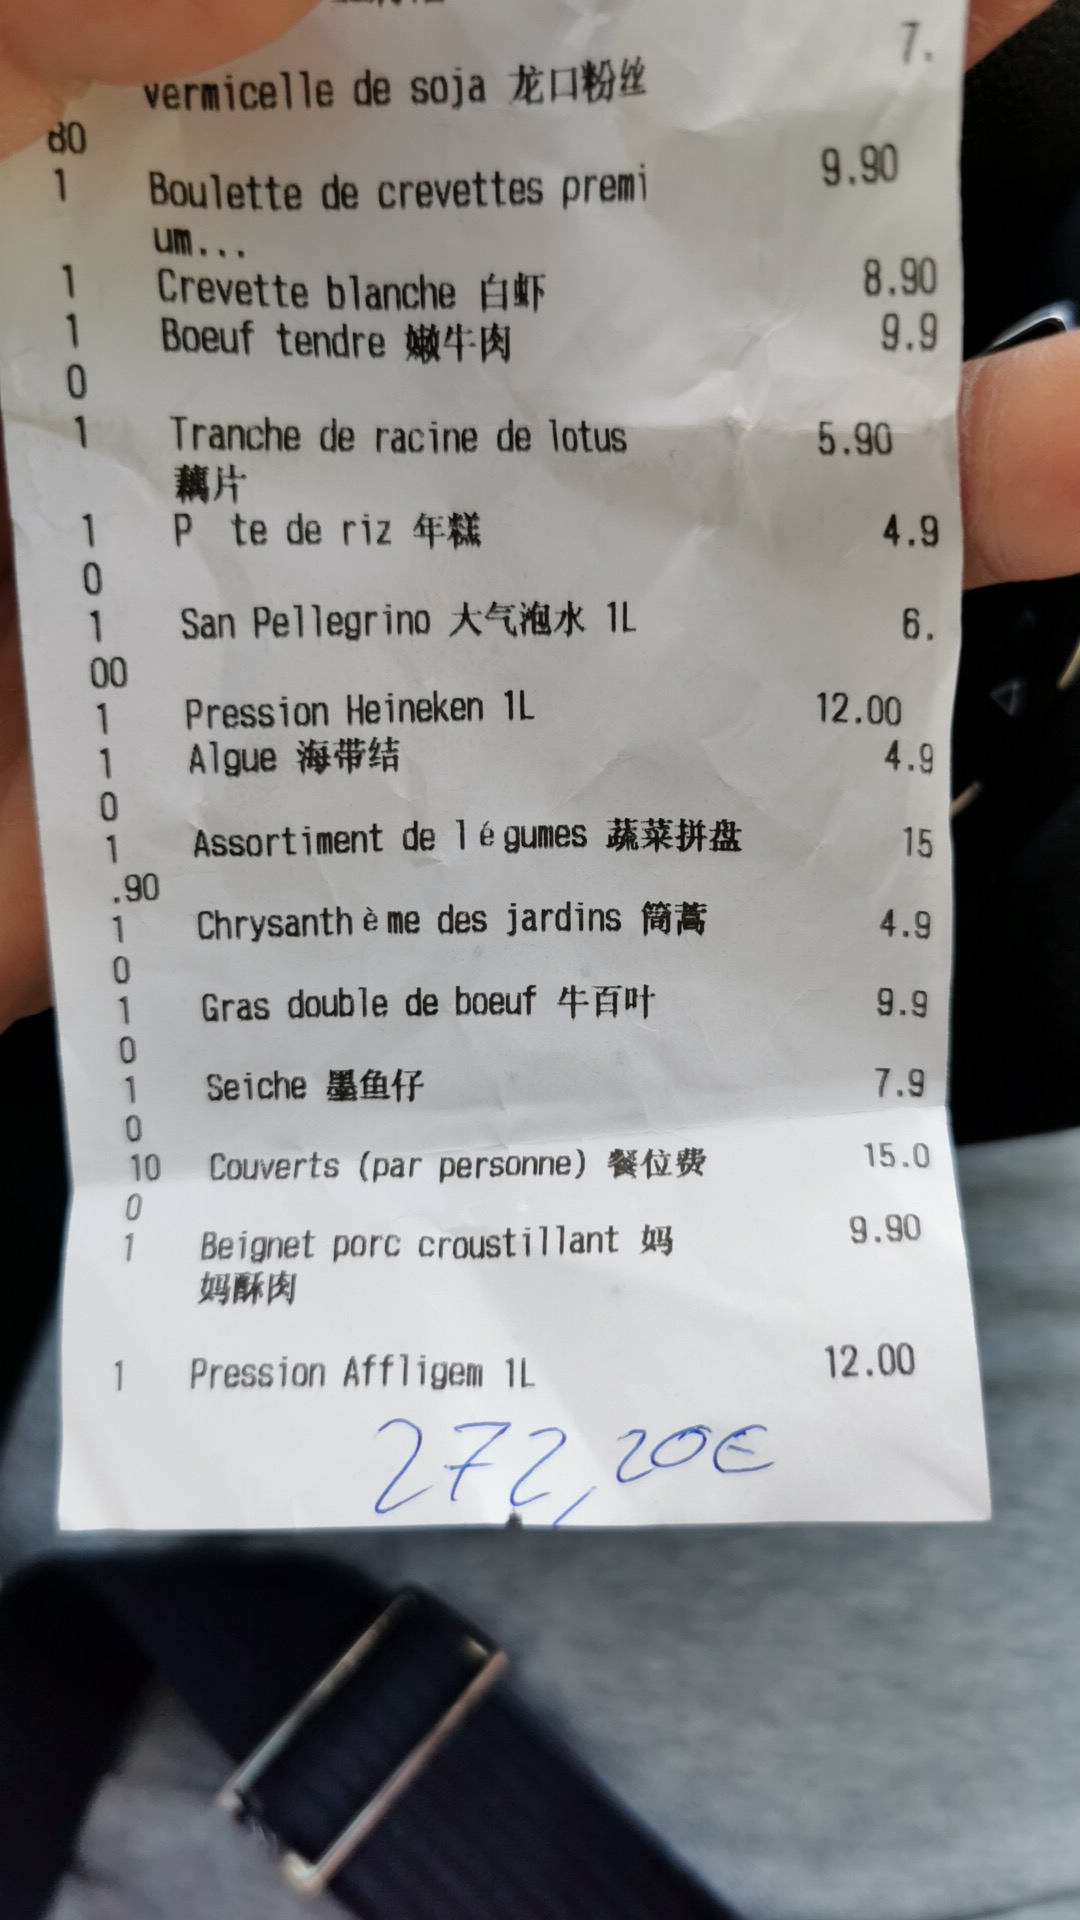 7.
vermicelle de soja 龙口粉丝
80
1 Boulette de crevettes premi 9.90
um...
1 Crevette blanche 白虾 8.90
1 Boeuf tendre 嫩牛肉 9.9
0
1 Tranche de racine de lotus 5.90
藕片
1 P te de riz 年糕 4.9
0
1 San Pellegrino 大气泡水 1L 6.
00
1 Pression Heineken 1L 12.00
1 Algue 海带结 4.9
0
1 Assortiment de légumes 蔬菜拼盘 15
.90
1 Chrysanthème des jardins 筒蒿 4.9
0
1 Gras double de boeuf 牛百叶 9.9
0
1 Seiche 墨鱼仔 7.9
0
10 Couverts (par personne) 餐位费 15.0
0
1 Beignet porc croustillant 妈 9.90
妈酥肉
1 Pression Affligem 1L 12.00
272,20€